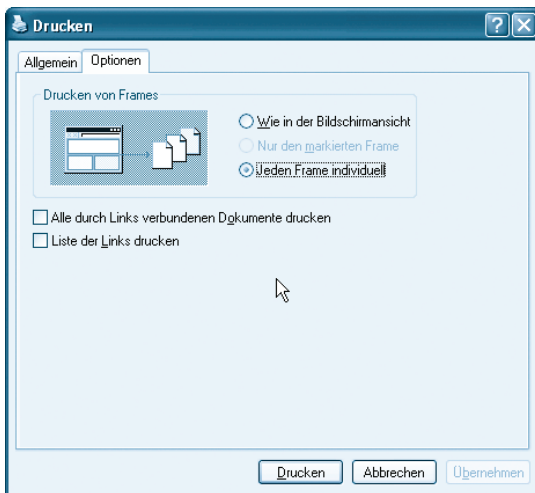 Drucken
Allgemein Optionen
Drucken von Frames
Wie in der Bildschirmansicht
Nur den markierten Frame
Jeden Frame individuell
Alle durch Links verbundenen Dokumente drucken
Liste der Links drucken
Drucken Abbrechen Übernehmen